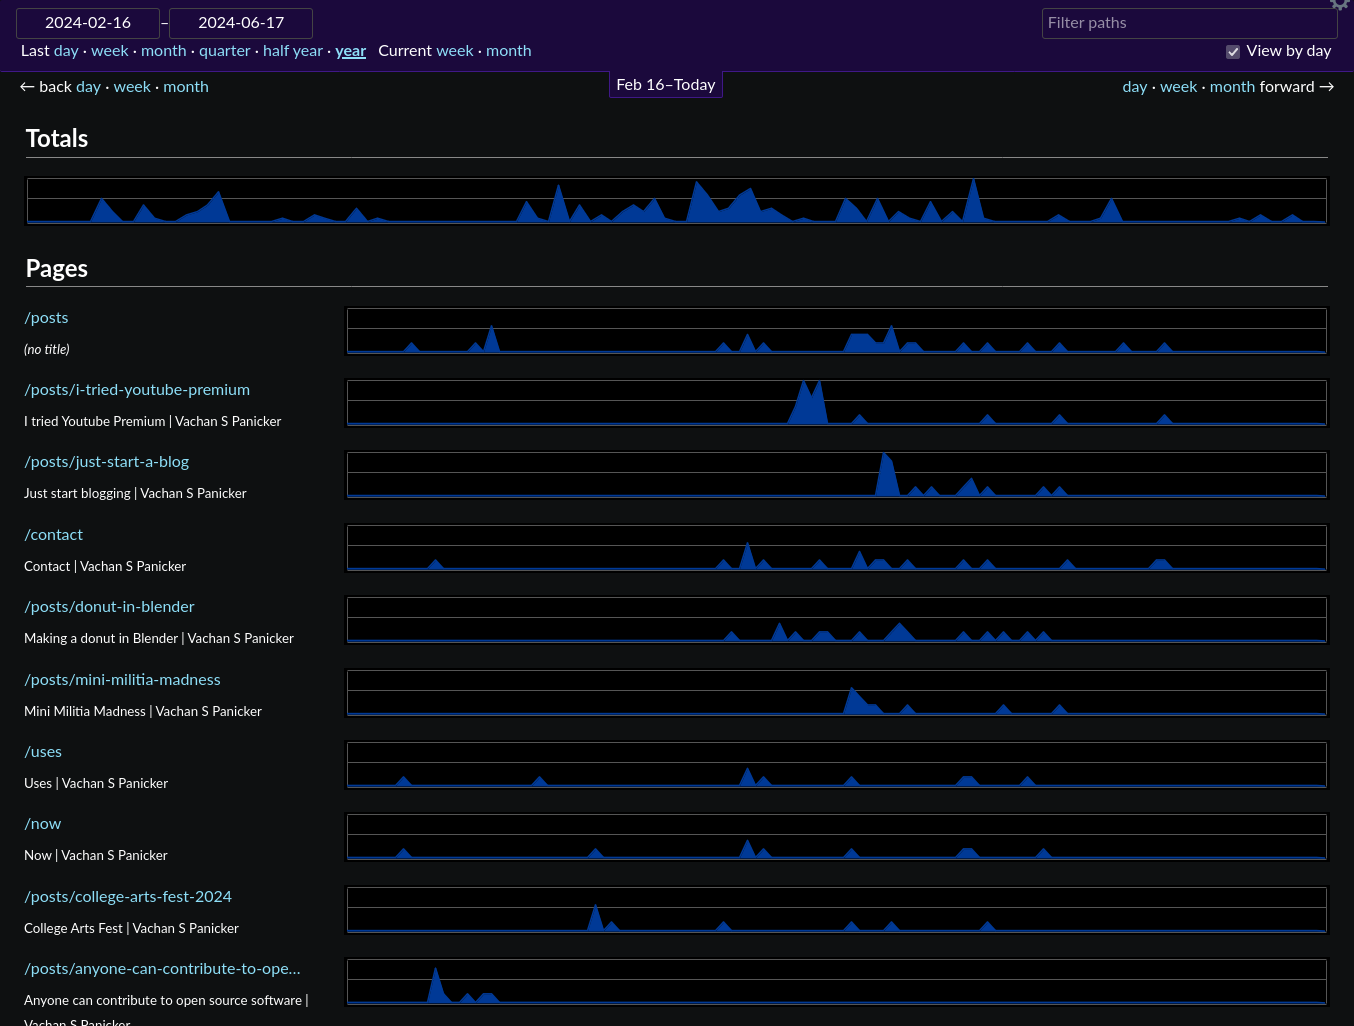 2024-02-16 – 2024-06-17 Filter paths
Last day · week · month · quarter · half year · year Current week · month View by day
← back day · week · month Feb 16–Today day · week · month forward →
Totals
Pages
/posts
(no title)
/posts/i-tried-youtube-premium
I tried Youtube Premium | Vachan S Panicker
/posts/just-start-a-blog
Just start blogging | Vachan S Panicker
/contact
Contact | Vachan S Panicker
/posts/donut-in-blender
Making a donut in Blender | Vachan S Panicker
/posts/mini-militia-madness
Mini Militia Madness | Vachan S Panicker
/uses
Uses | Vachan S Panicker
/now
Now | Vachan S Panicker
/posts/college-arts-fest-2024
College Arts Fest | Vachan S Panicker
/posts/anyone-can-contribute-to-ope...
Anyone can contribute to open source software |
Vachan S Panicker